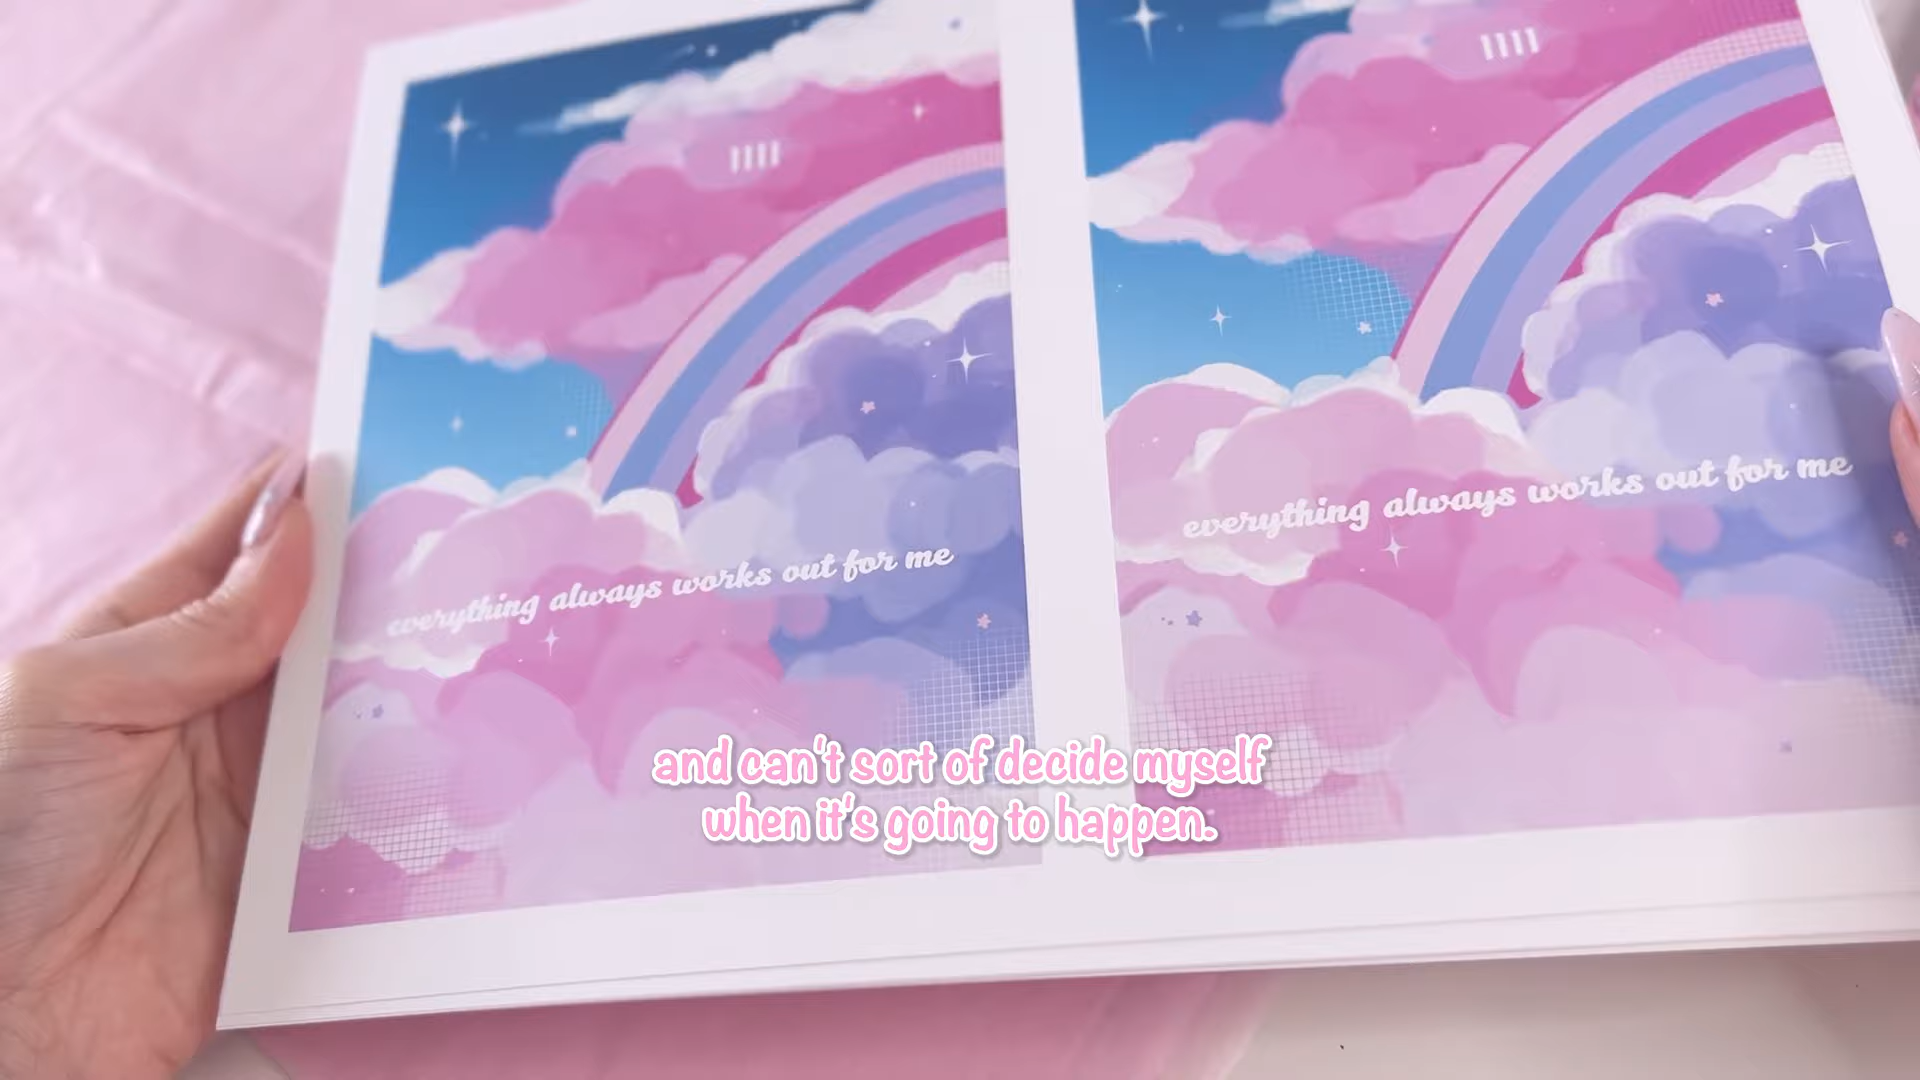 1111
1111
everything always works out for me
everything always works out for me
and can't sort of decide myself
when it's going to happen.